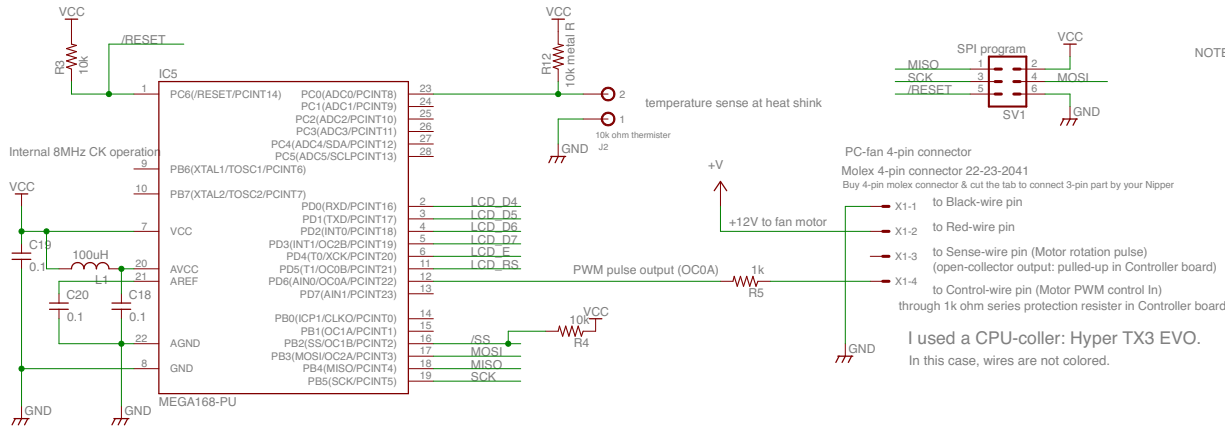 VCC
/RESET
R3
10k
IC5
1
PC6(/RESET/PCINT14)
Internal 8MHz CK operation
9
PB6(XTAL1/TOSC1/PCINT6)
10
PB7(XTAL2/TOSC2/PCINT7)
VCC
7
VCC
C19
0.1
100uH
L1
20
AVCC
21
AREF
C20
0.1
C18
0.1
22
AGND
8
GND
GND
GND
MEGA168-PU
PC0(ADC0/PCINT8)
23
PC1(ADC1/PCINT9)
24
PC2(ADC2/PCINT10)
25
PC3(ADC3/PCINT11)
26
PC4(ADC4/SDA/PCINT12)
27
PC5(ADC5/SCLPCINT13)
28
PD0(RXD/PCINT16)
2
LCD_D4
PD1(TXD/PCINT17)
3
LCD_D5
PD2(INT0/PCINT18)
4
LCD_D6
PD3(INT1/OC2B/PCIN19)
5
LCD_D7
PD4(T0/XCK/PCIN20)
6
LCD_E
PD5(T1/OC0B/PCIN21)
11
LCD_RS
PD6(AIN0/OC0A/PCINT22)
12
PD7(AIN1/PCINT23)
13
PB0(ICP1/CLKO/PCINT0)
14
PB1(OC1A/PCINT1)
15
PB2(SS/OC1B/PCINT2)
16
/SS
PB3(MOSI/OC2A/PCINT3)
17
MOSI
PB4(MISO/PCINT4)
18
MISO
PB5(SCK/PCINT5)
19
SCK
VCC
R12
10k metal R
2
1
temperature sense at heat shink
10k ohm thermister
J2
GND
PWM pulse output (OC0A)
1k
R5
10k
R4
VCC
+V
+12V to fan motor
SPI program
MISO
1
2
VCC
SCK
3
4
MOSI
/RESET
5
6
SV1
GND
NOTE
PC-fan 4-pin connector
Molex 4-pin connector 22-23-2041
Buy 4-pin molex connector & cut the tab to connect 3-pin part by your Nipper
X1-1
to Black-wire pin
X1-2
to Red-wire pin
X1-3
to Sense-wire pin (Motor rotation pulse)
(open-collector output: pulled-up in Controller board)
X1-4
to Control-wire pin (Motor PWM control In)
through 1k ohm series protection resister in Controller board
GND
I used a CPU-coller: Hyper TX3 EVO.
In this case, wires are not colored.